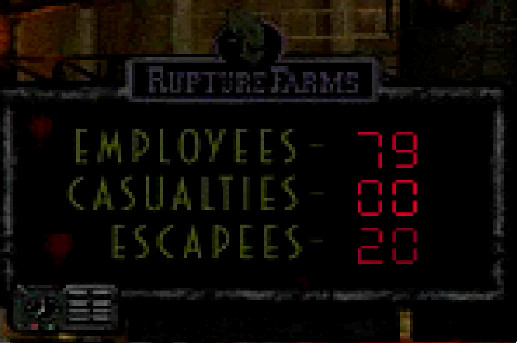 RUPTURE FARMS
EMPLOYEES- 79
CASUALTIES- 00
ESCAPEES- 20